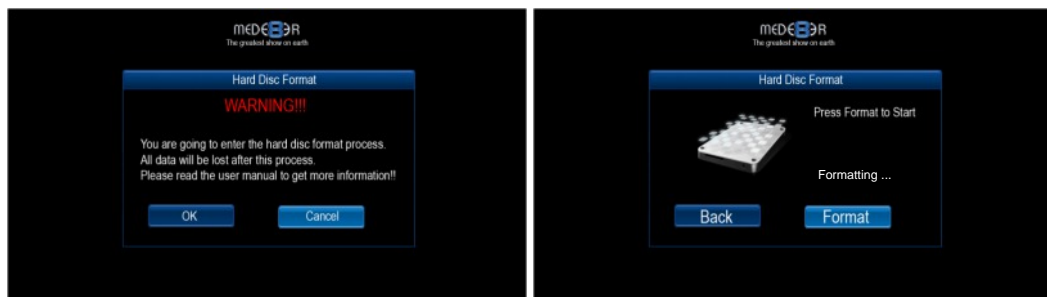 MEDE8ER
The greatest show on earth
Hard Disc Format
WARNING!!!
You are going to enter the hard disc format process.
All data will be lost after this process.
Please read the user manual to get more information!!
OK
Cancel
MEDE8ER
The greatest show on earth
Hard Disc Format
Press Format to Start
Formatting ...
Back
Format